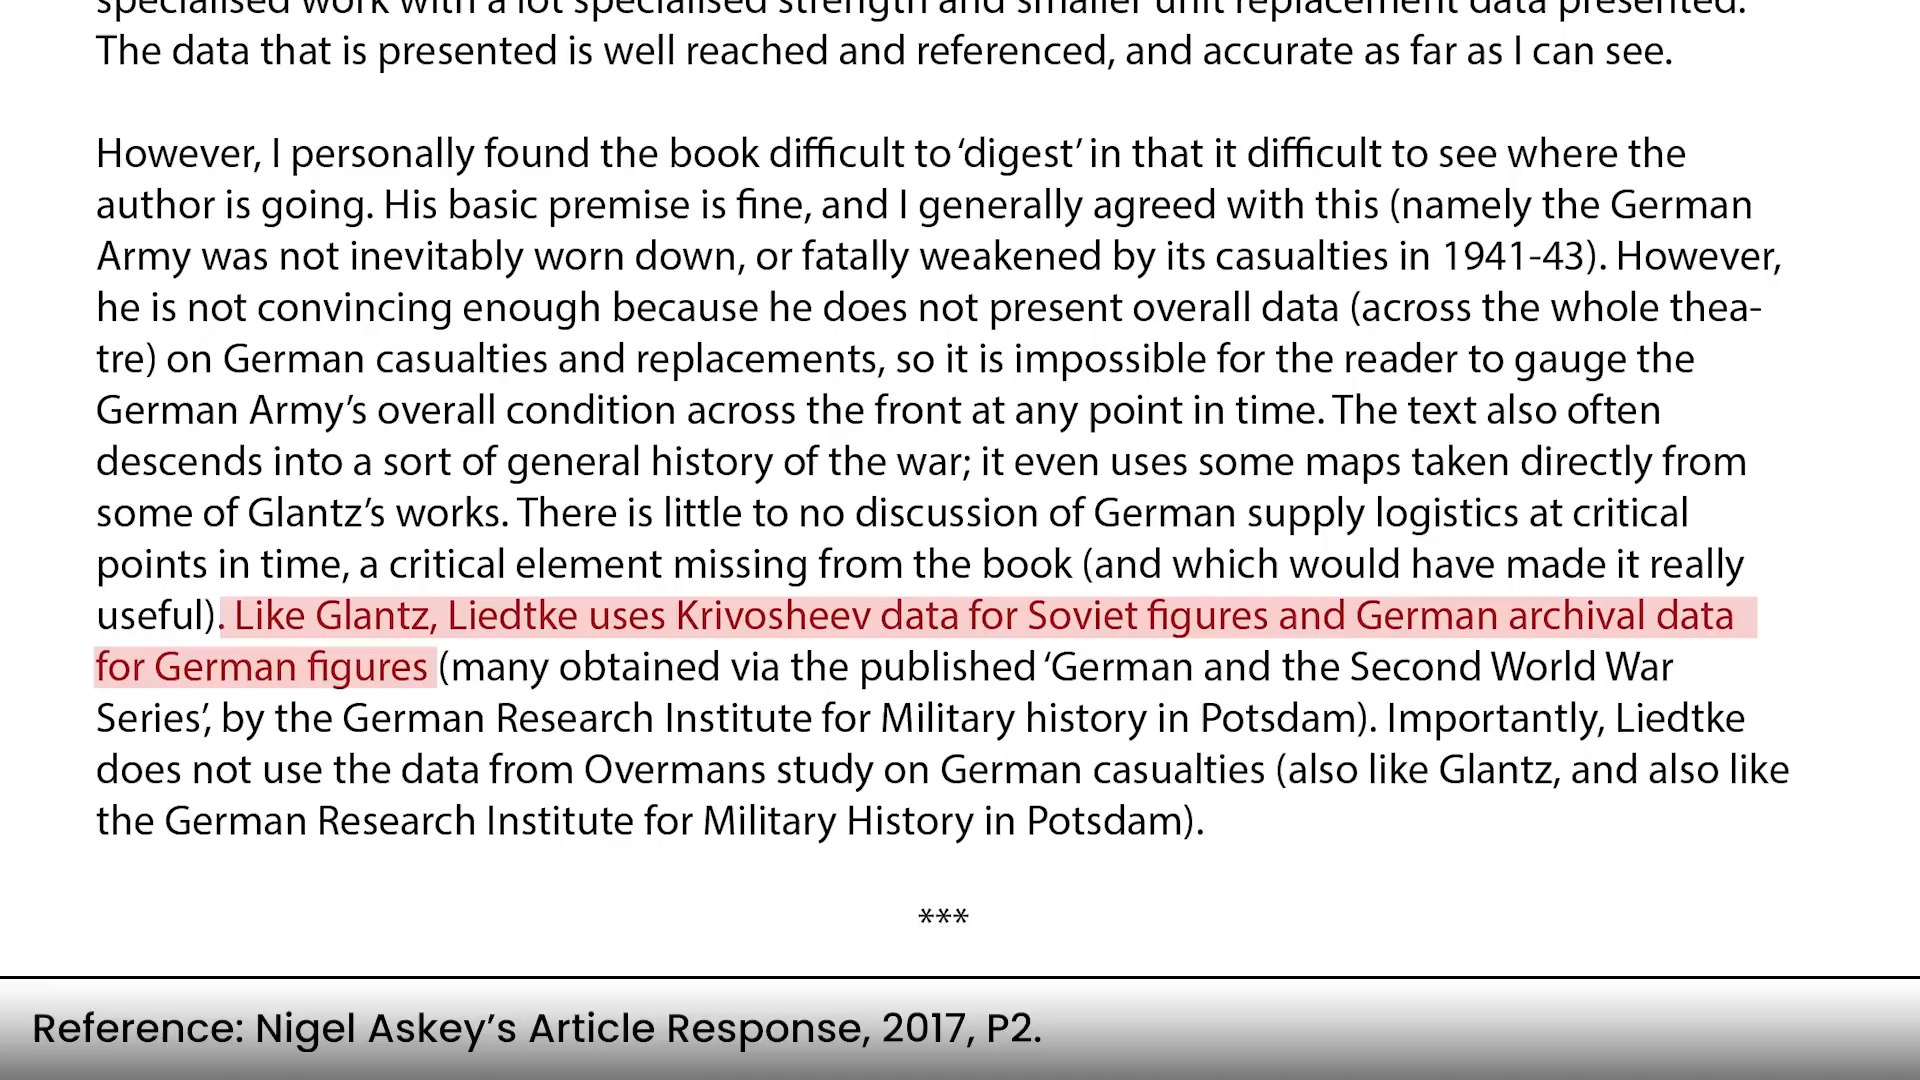 specialised work with a lot specialised strength and smaller unit replacement data presented.
The data that is presented is well reached and referenced, and accurate as far as I can see.
However, I personally found the book difficult to ‘digest’ in that it difficult to see where the
author is going. His basic premise is fine, and I generally agreed with this (namely the German
Army was not inevitably worn down, or fatally weakened by its casualties in 1941-43). However,
he is not convincing enough because he does not present overall data (across the whole thea-
tre) on German casualties and replacements, so it is impossible for the reader to gauge the
German Army’s overall condition across the front at any point in time. The text also often
descends into a sort of general history of the war; it even uses some maps taken directly from
some of Glantz’s works. There is little to no discussion of German supply logistics at critical
points in time, a critical element missing from the book (and which would have made it really
useful). Like Glantz, Liedtke uses Krivosheev data for Soviet figures and German archival data
for German figures (many obtained via the published ‘German and the Second World War
Series’, by the German Research Institute for Military history in Potsdam). Importantly, Liedtke
does not use the data from Overmans study on German casualties (also like Glantz, and also like
the German Research Institute for Military History in Potsdam).
***
Reference: Nigel Askey’s Article Response, 2017, P2.